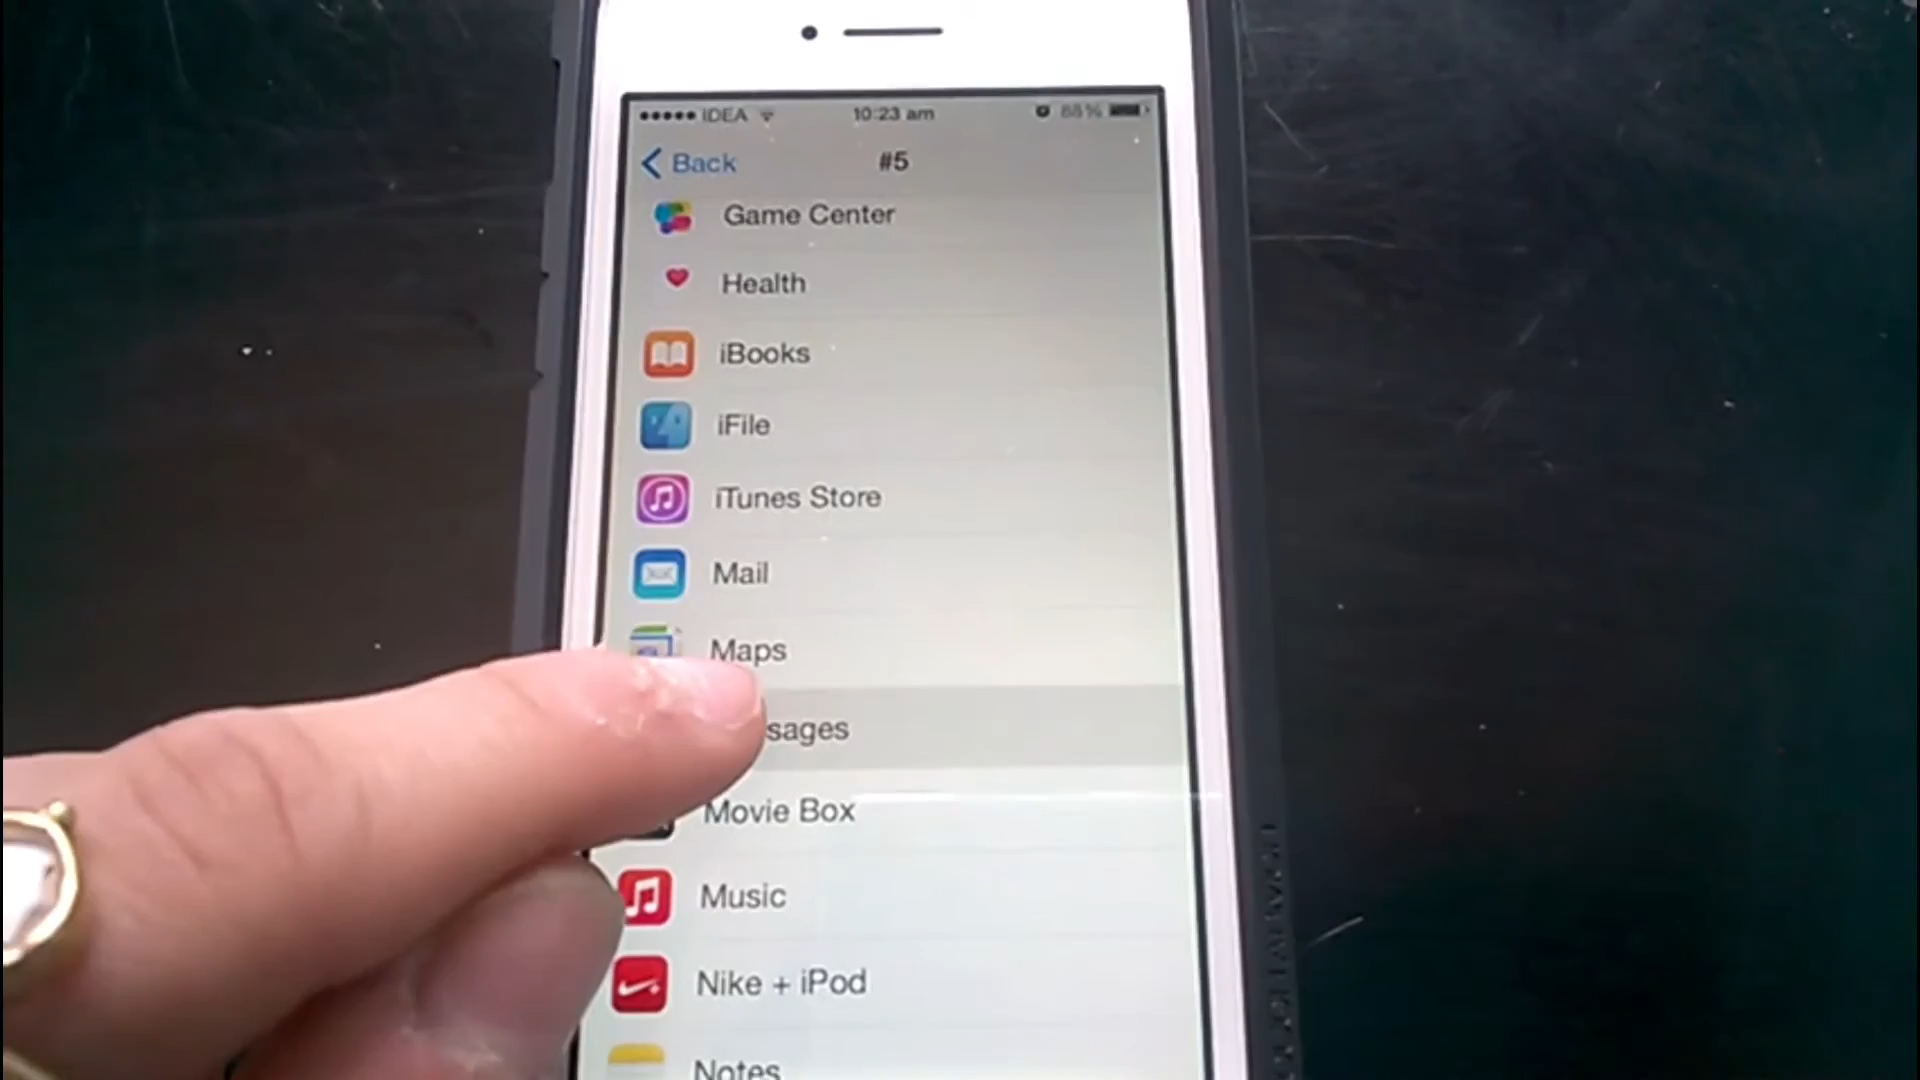 IDEA 10:23 am 88%
Back #5
Game Center
Health
iBooks
iFile
iTunes Store
Mail
Maps
sages
Movie Box
Music
Nike + iPod
Notes